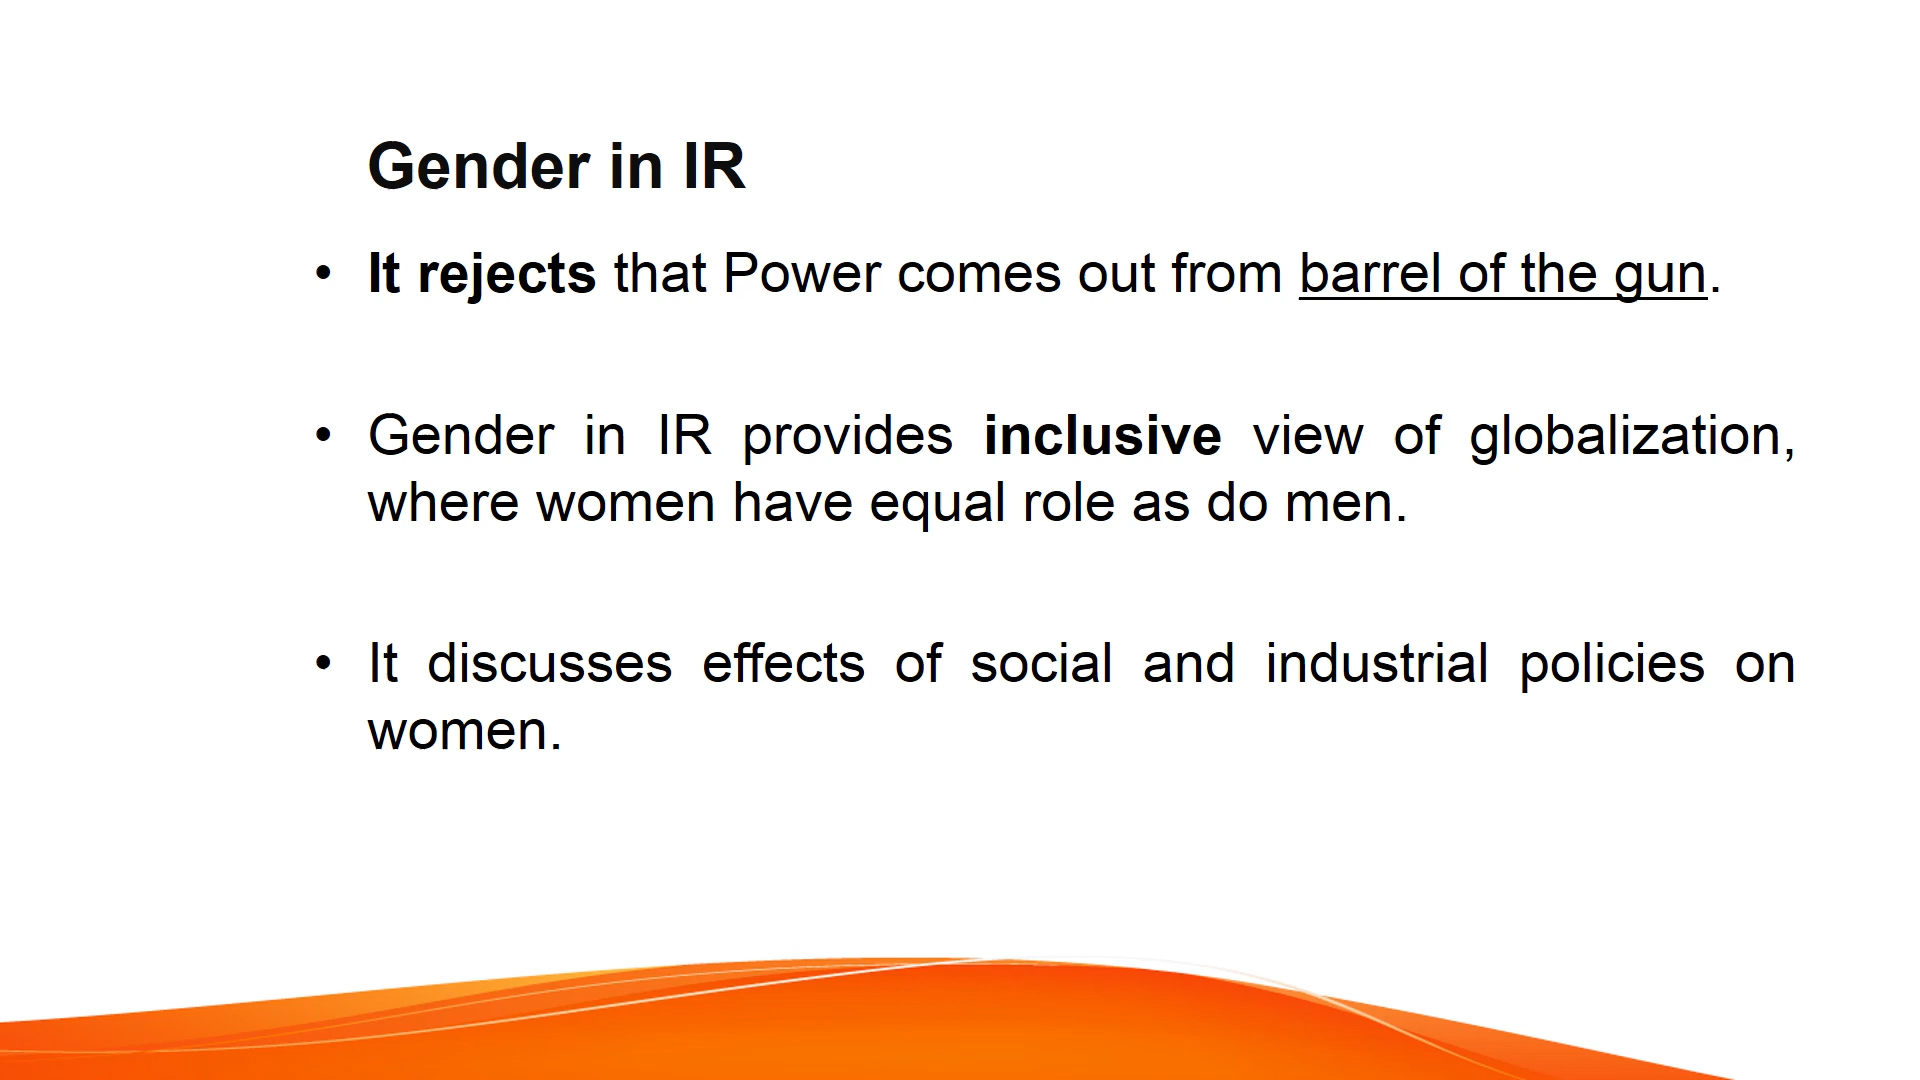 Gender in IR
• It rejects that Power comes out from barrel of the gun.
• Gender in IR provides inclusive view of globalization,
where women have equal role as do men.
• It discusses effects of social and industrial policies on
women.